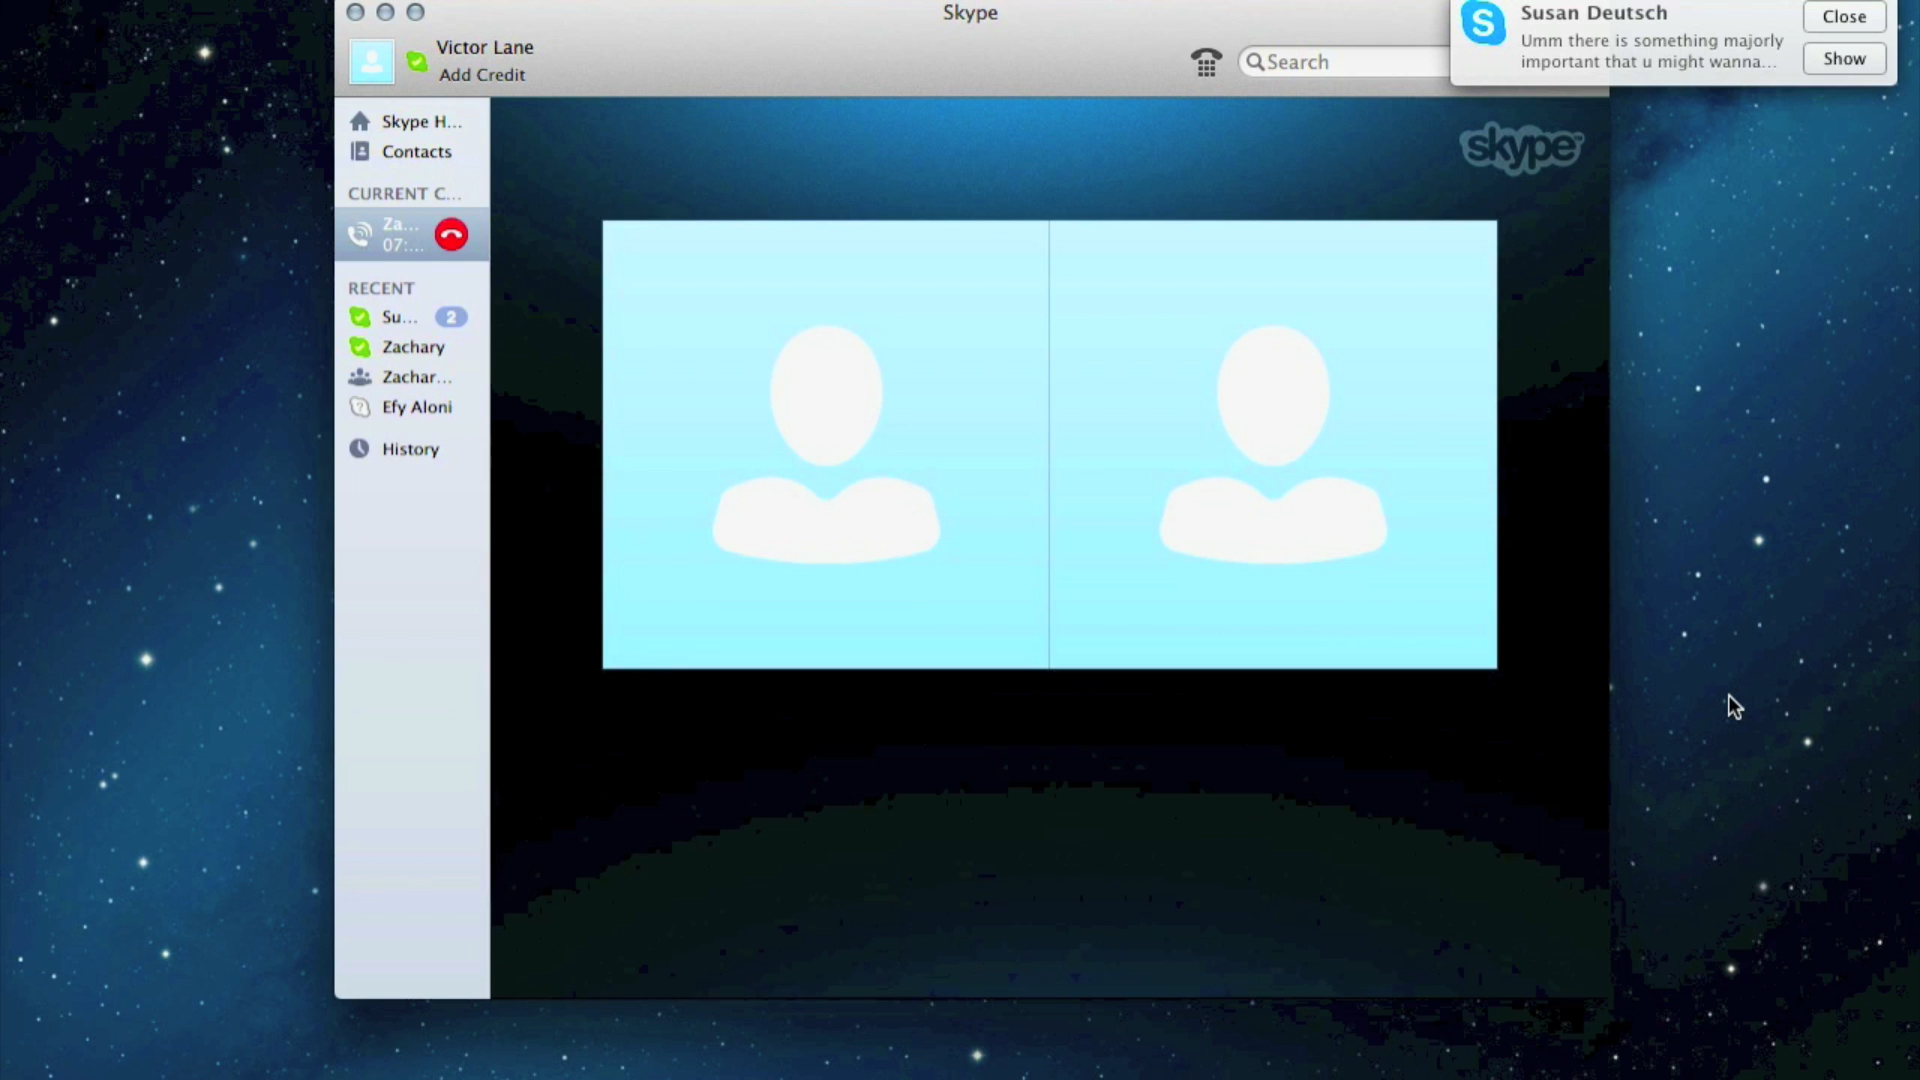 Skype
Victor Lane
Add Credit
Search
Susan Deutsch
Umm there is something majorly
important that u might wanna...
Close
Show
Skype H...
Contacts
CURRENT C...
Za...
07:...
RECENT
Su... 2
Zachary
Zachar...
Efy Aloni
History
skype